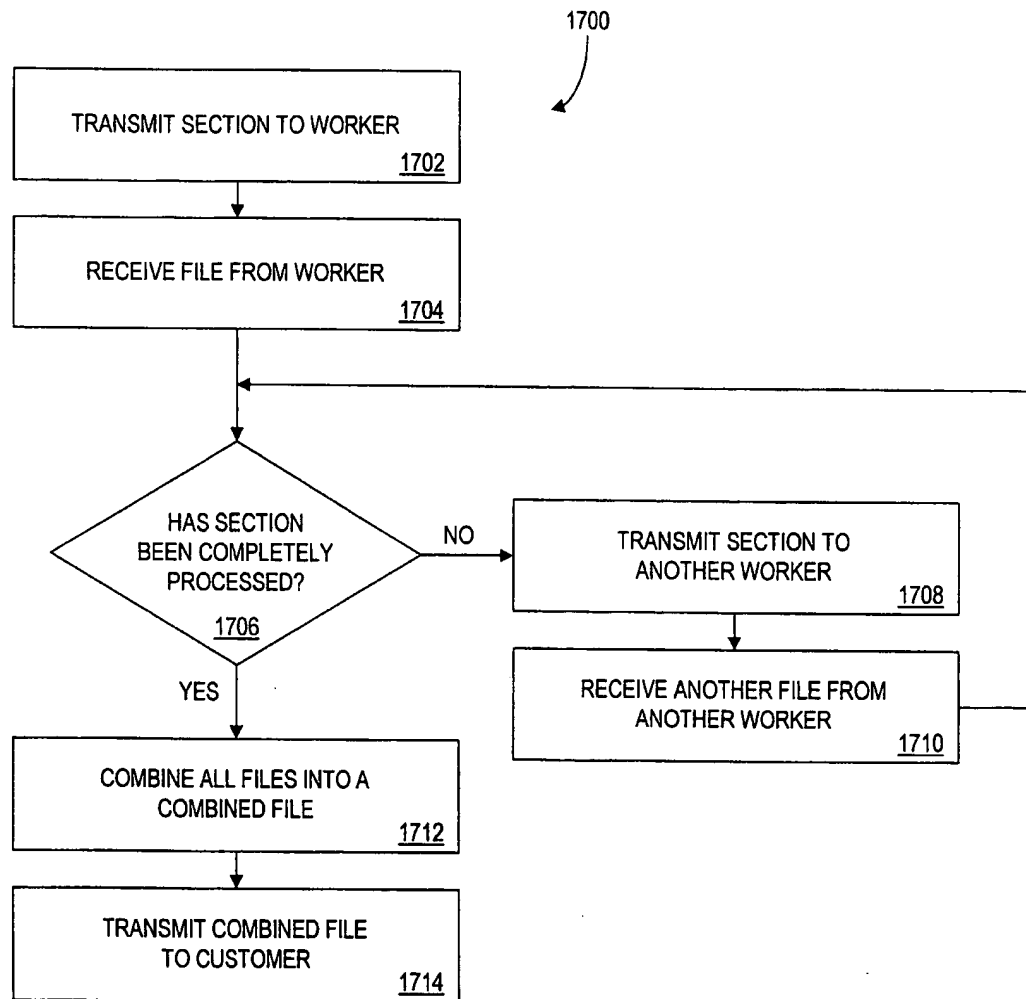 1700
TRANSMIT SECTION TO WORKER
1702
RECEIVE FILE FROM WORKER
1704
HAS SECTION
BEEN COMPLETELY
PROCESSED?
1706
NO
TRANSMIT SECTION TO
ANOTHER WORKER
1708
RECEIVE ANOTHER FILE FROM
ANOTHER WORKER
1710
YES
COMBINE ALL FILES INTO A
COMBINED FILE
1712
TRANSMIT COMBINED FILE
TO CUSTOMER
1714